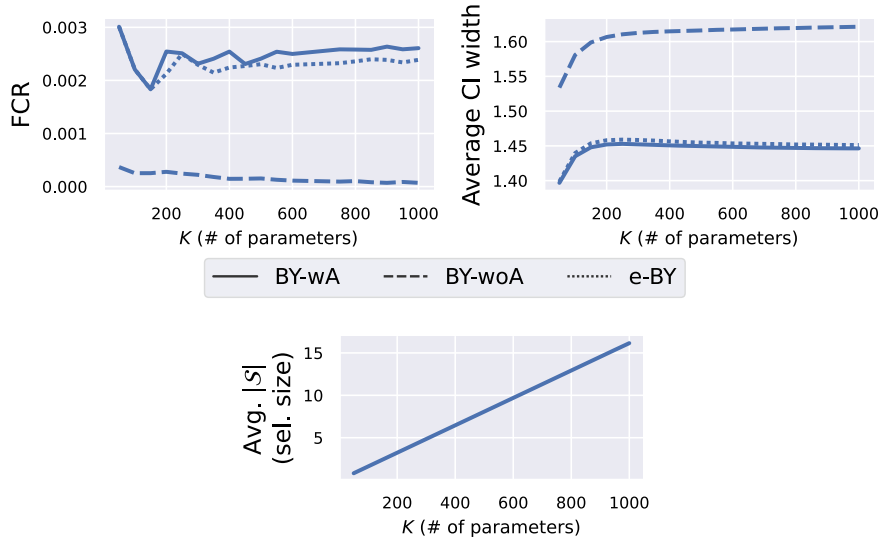 FCR
0.003
0.002
0.001
0.000
200 400 600 800 1000
K (# of parameters)
Average CI width
1.60
1.55
1.50
1.45
1.40
200 400 600 800 1000
K (# of parameters)
BY-wA BY-woA e-BY
Avg. |𝒮|
(sel. size)
15
10
5
200 400 600 800 1000
K (# of parameters)